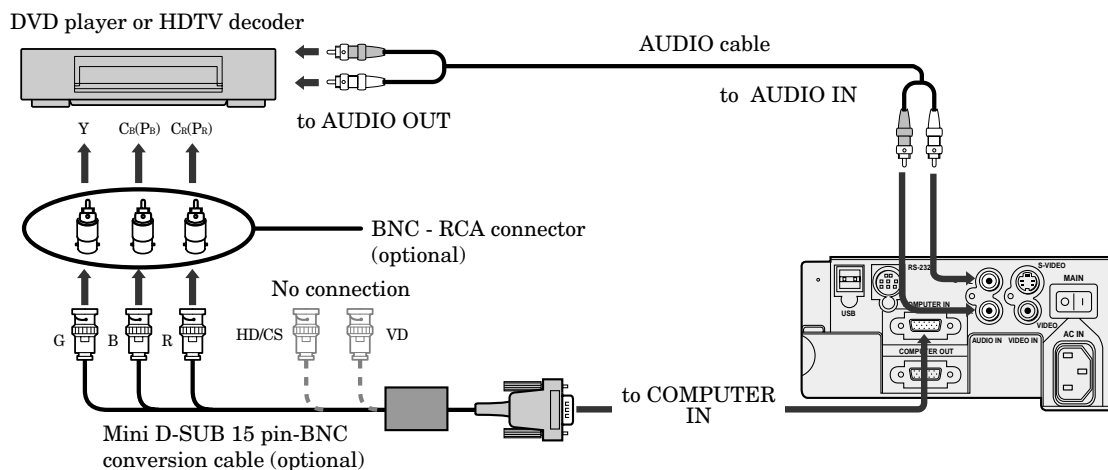 DVD player or HDTV decoder
AUDIO cable
to AUDIO IN
to AUDIO OUT
Y
CB(PB)
CR(PR)
BNC - RCA connector
(optional)
No connection
G
B
R
HD/CS
VD
to COMPUTER
IN
Mini D-SUB 15 pin-BNC
conversion cable (optional)
RS-232
S-VIDEO
MAIN
USB
COMPUTER IN
VIDEO
AC IN
AUDIO IN
VIDEO IN
COMPUTER OUT